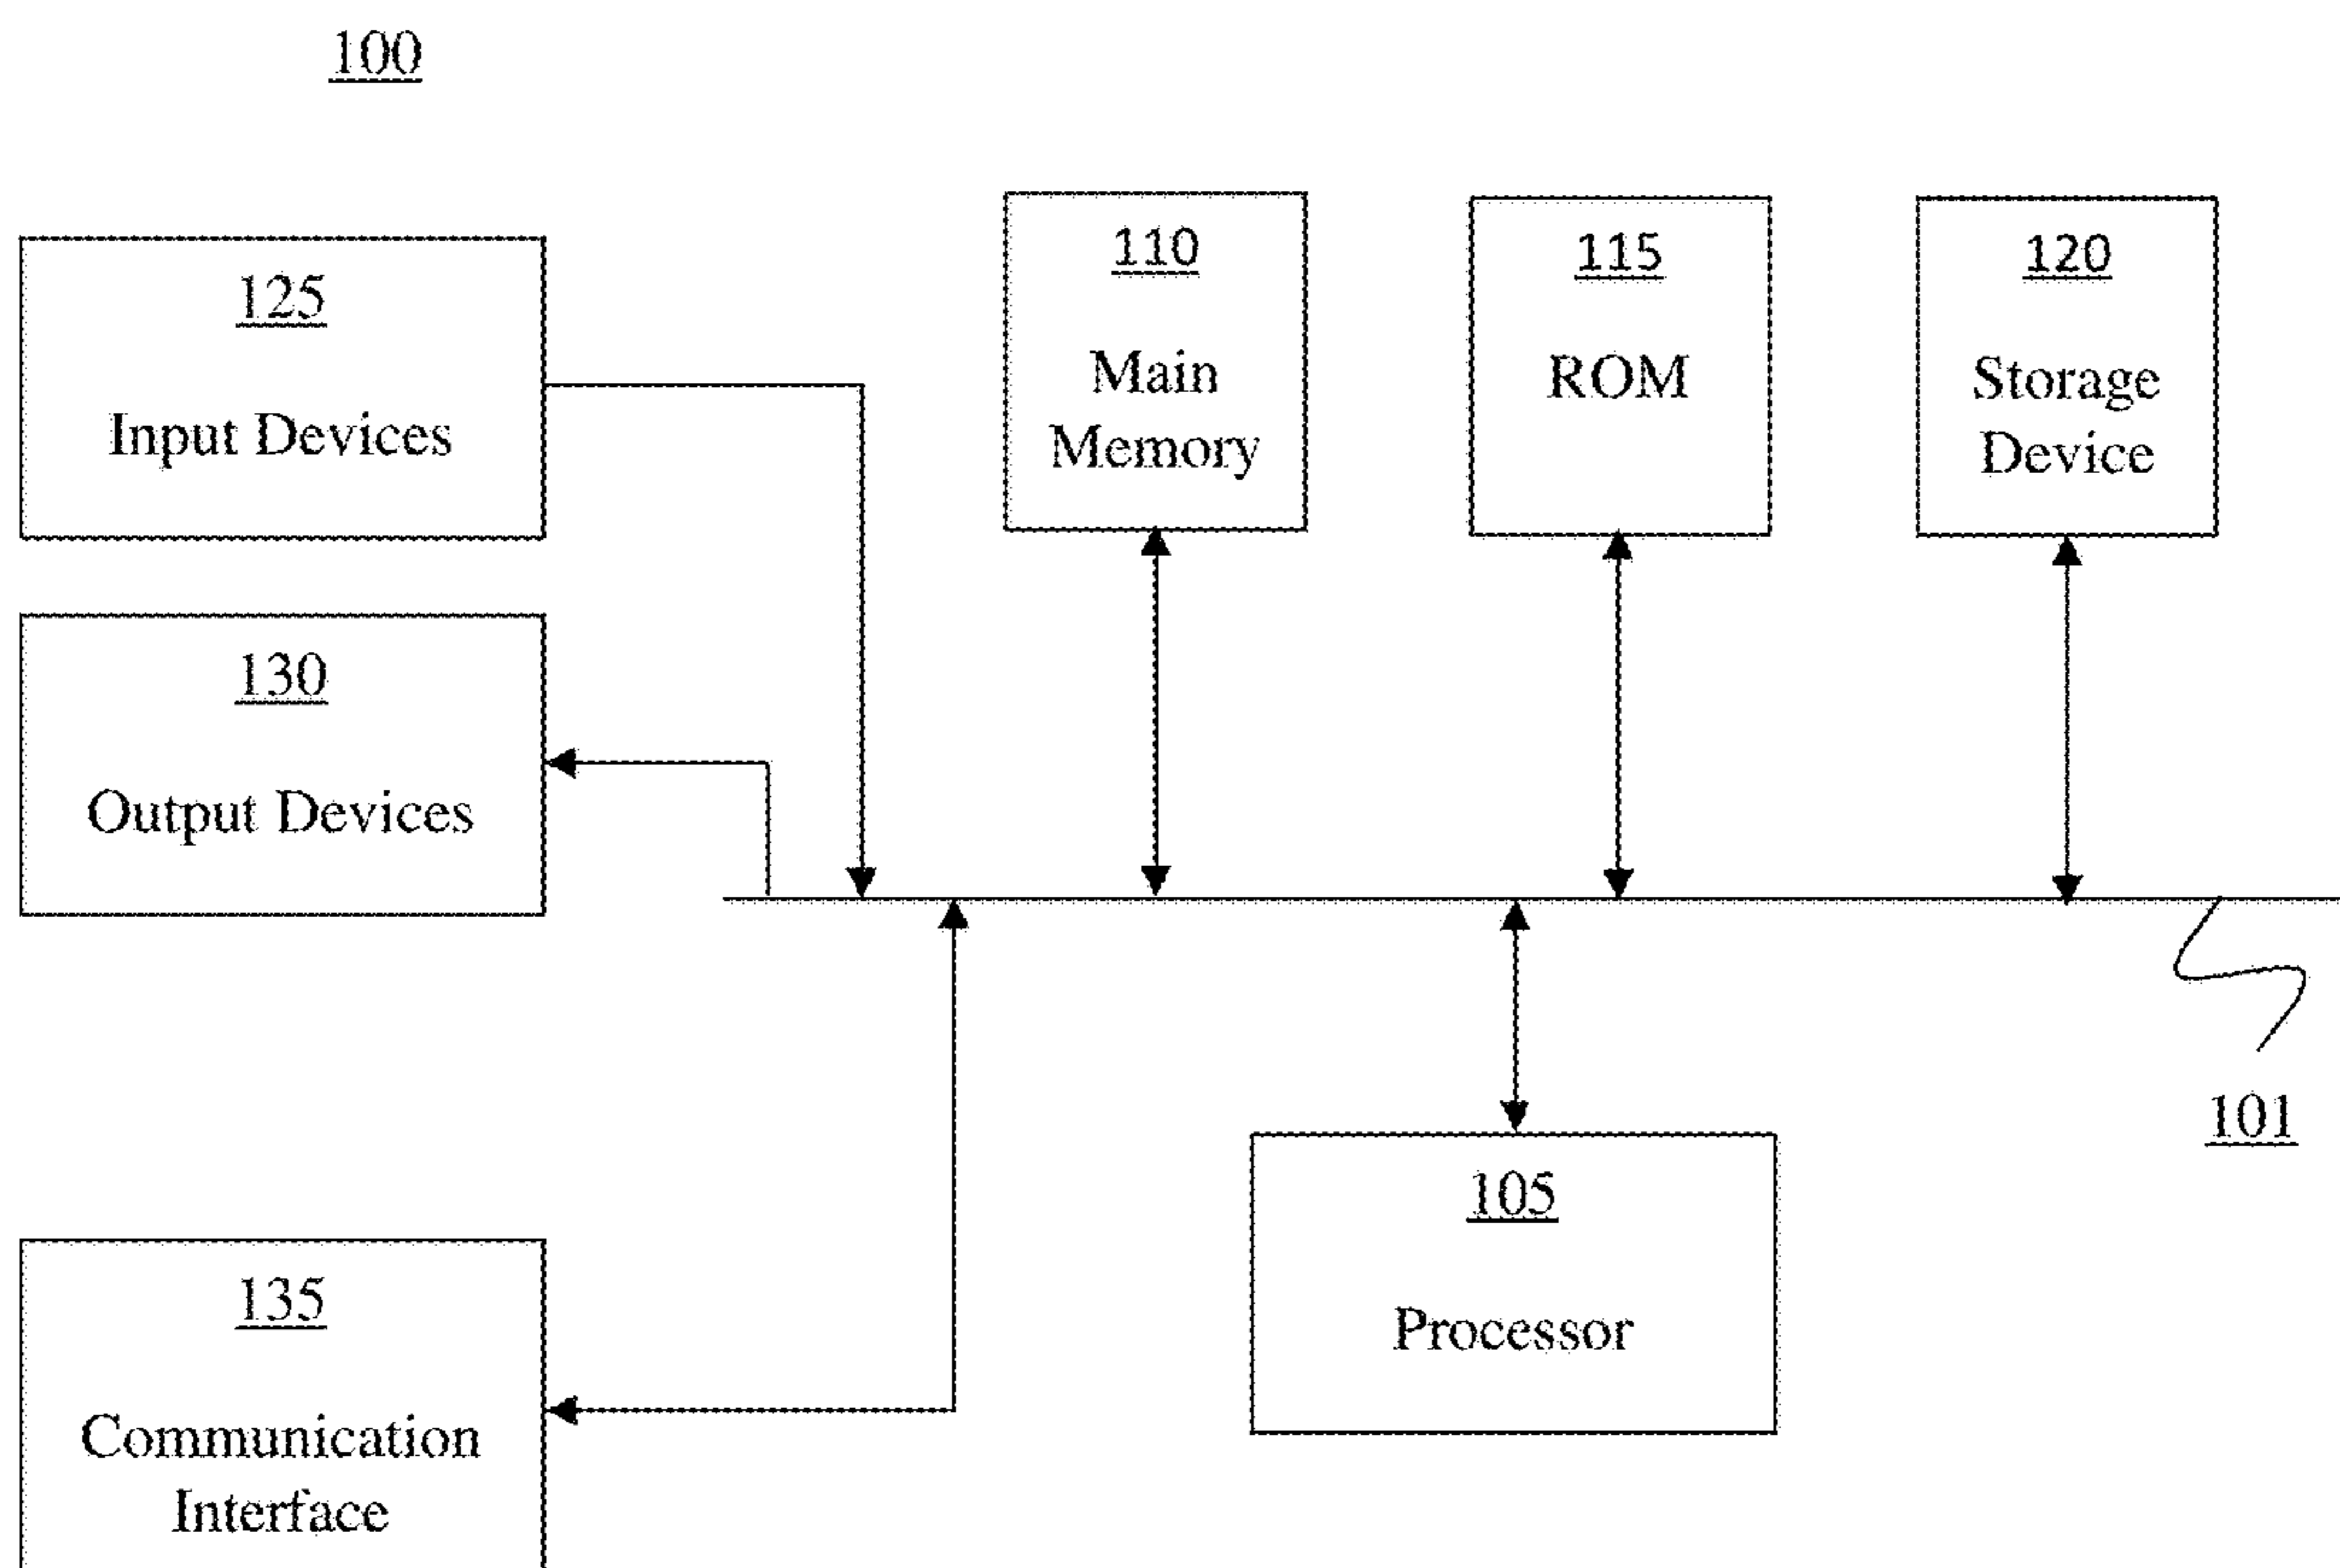 100
125
Input Devices
110
Main
Memory
115
ROM
120
Storage
Device
130
Output Devices
101
105
Processor
135
Communication
Interface